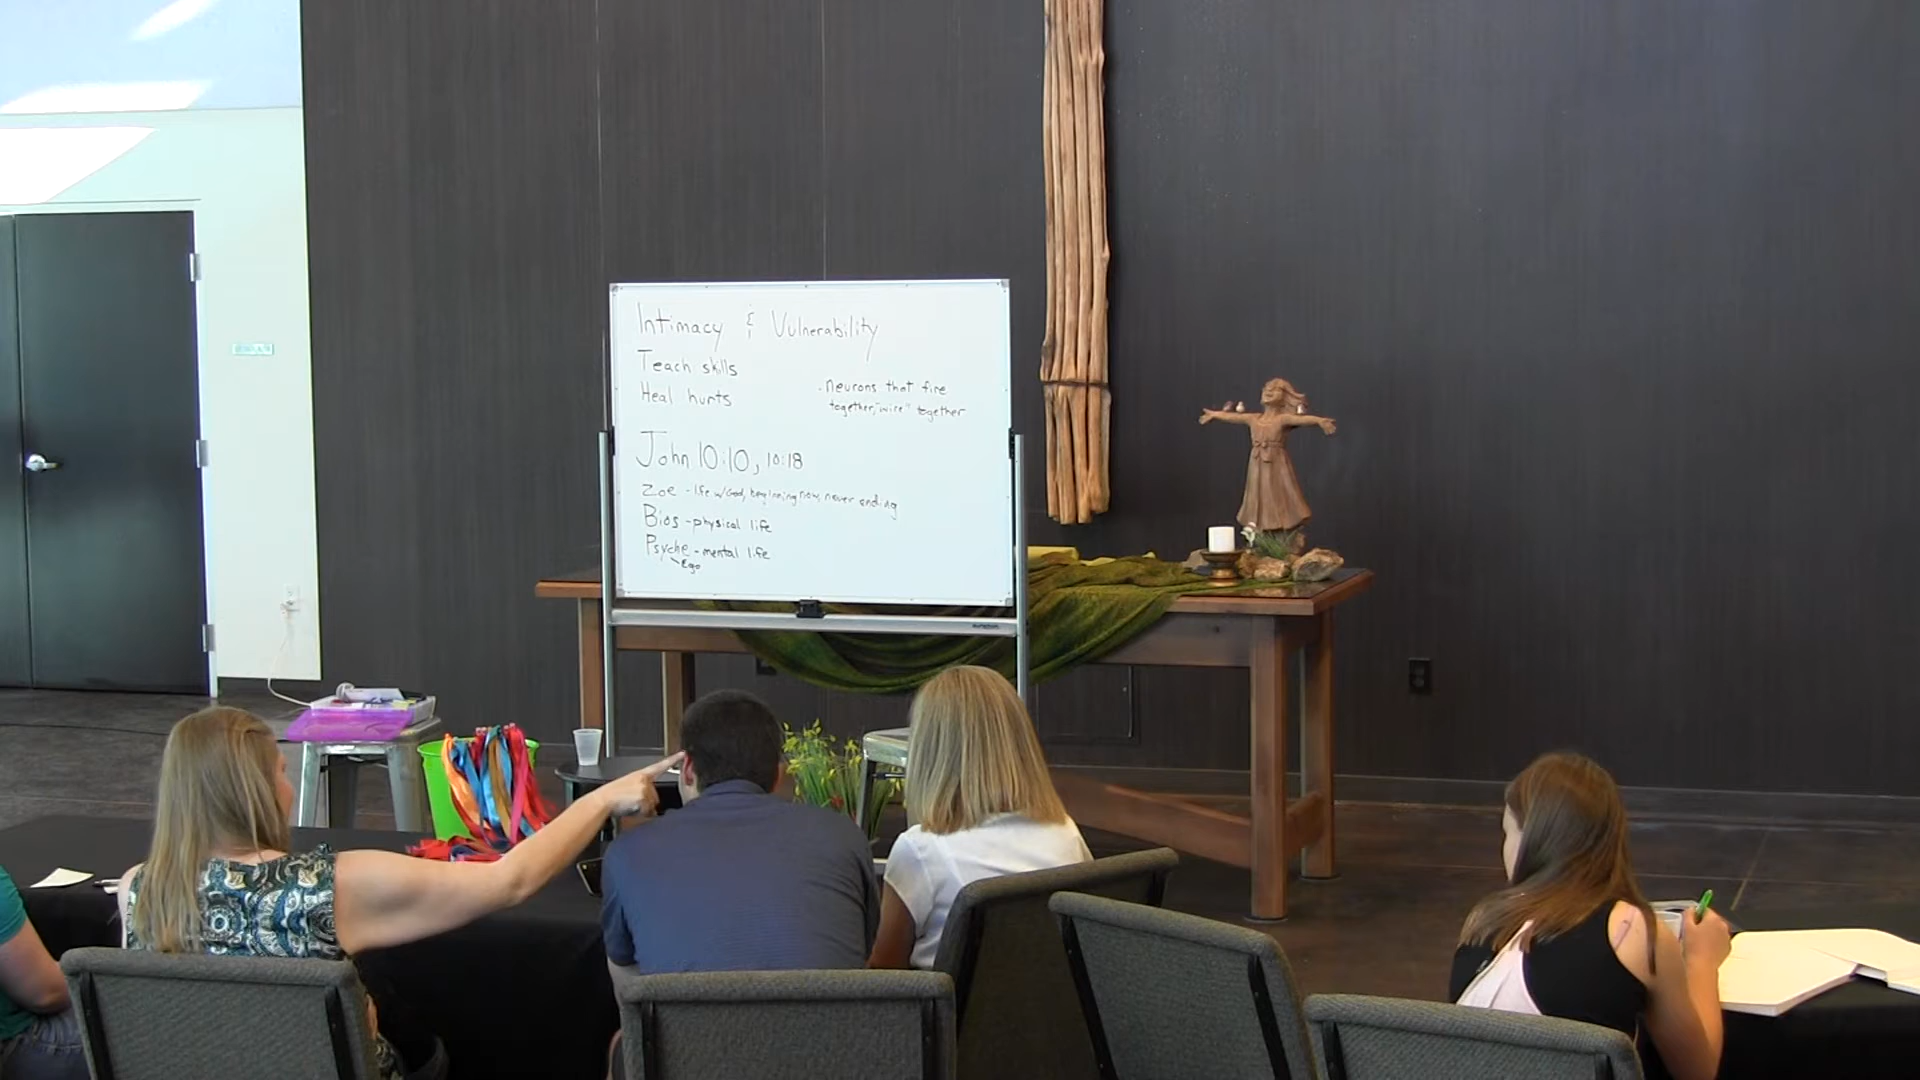 Intimacy & Vulnerability
Teach skills
Heal hurts
· neurons that fire
together, "wire" together
John 10:10, 10:18
Zoe - life w/God, beginning now, never ending
Bios - physical life
Psyche - mental life
Ego